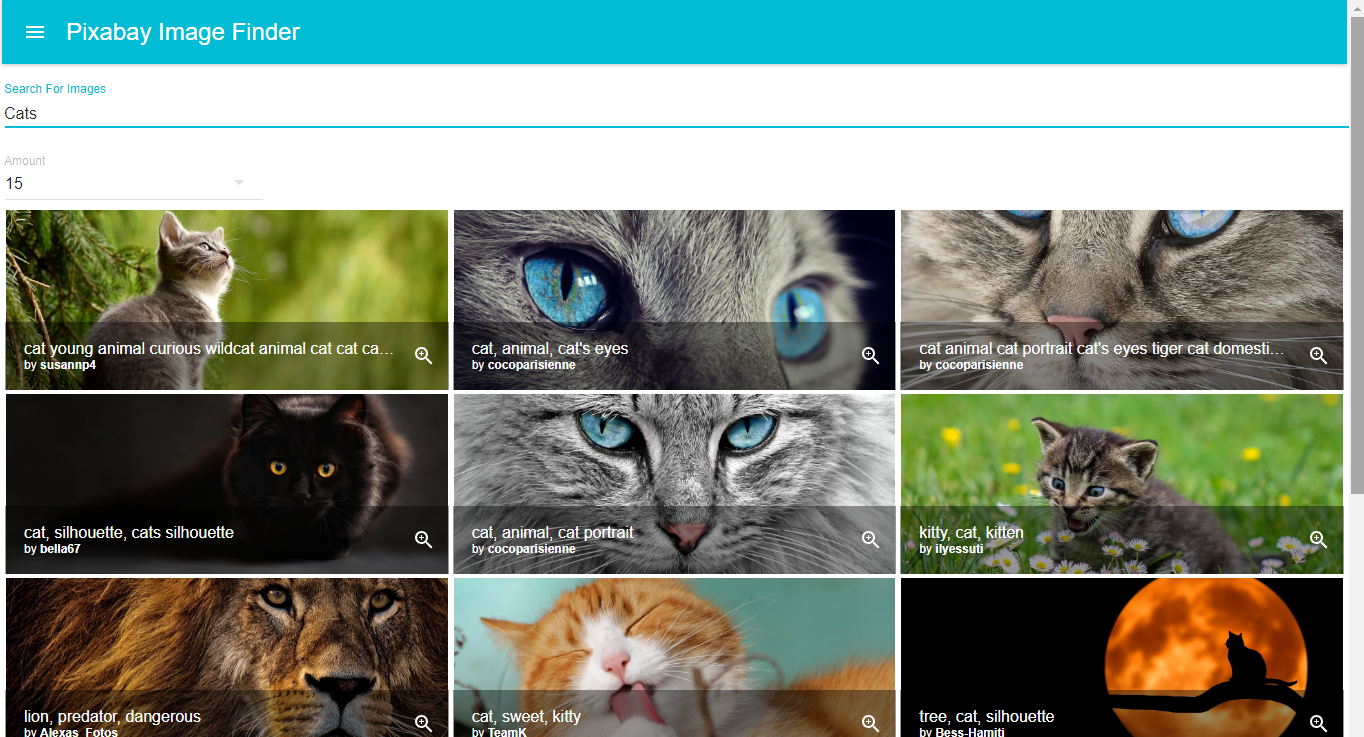 Pixabay Image Finder
Search For Images
Cats
Amount
15
cat young animal curious wildcat animal cat cat ca...
by susannp4
cat, animal, cat's eyes
by cocoparisienne
cat animal cat portrait cat's eyes tiger cat domesti...
by cocoparisienne
cat, silhouette, cats silhouette
by bella67
cat, animal, cat portrait
by cocoparisienne
kitty, cat, kitten
by ilyessuti
lion, predator, dangerous
by Alexas_Fotos
cat, sweet, kitty
by TeamK
tree, cat, silhouette
by Bess-Hamiti